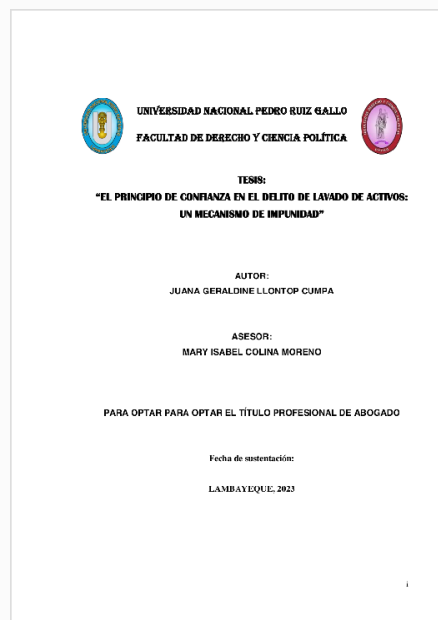 UNIVERSIDAD NACIONAL PEDRO RUIZ GALLO
FACULTAD DE DERECHO Y CIENCIA POLÍTICA
TESIS:
“EL PRINCIPIO DE CONFIANZA EN EL DELITO DE LAVADO DE ACTIVOS:
UN MECANISMO DE IMPUNIDAD”
AUTOR:
JUANA GERALDINE LLONTOP CUMPA
ASESOR:
MARY ISABEL COLINA MORENO
PARA OPTAR PARA OPTAR EL TÍTULO PROFESIONAL DE ABOGADO
Fecha de sustentación:
LAMBAYEQUE, 2023
i